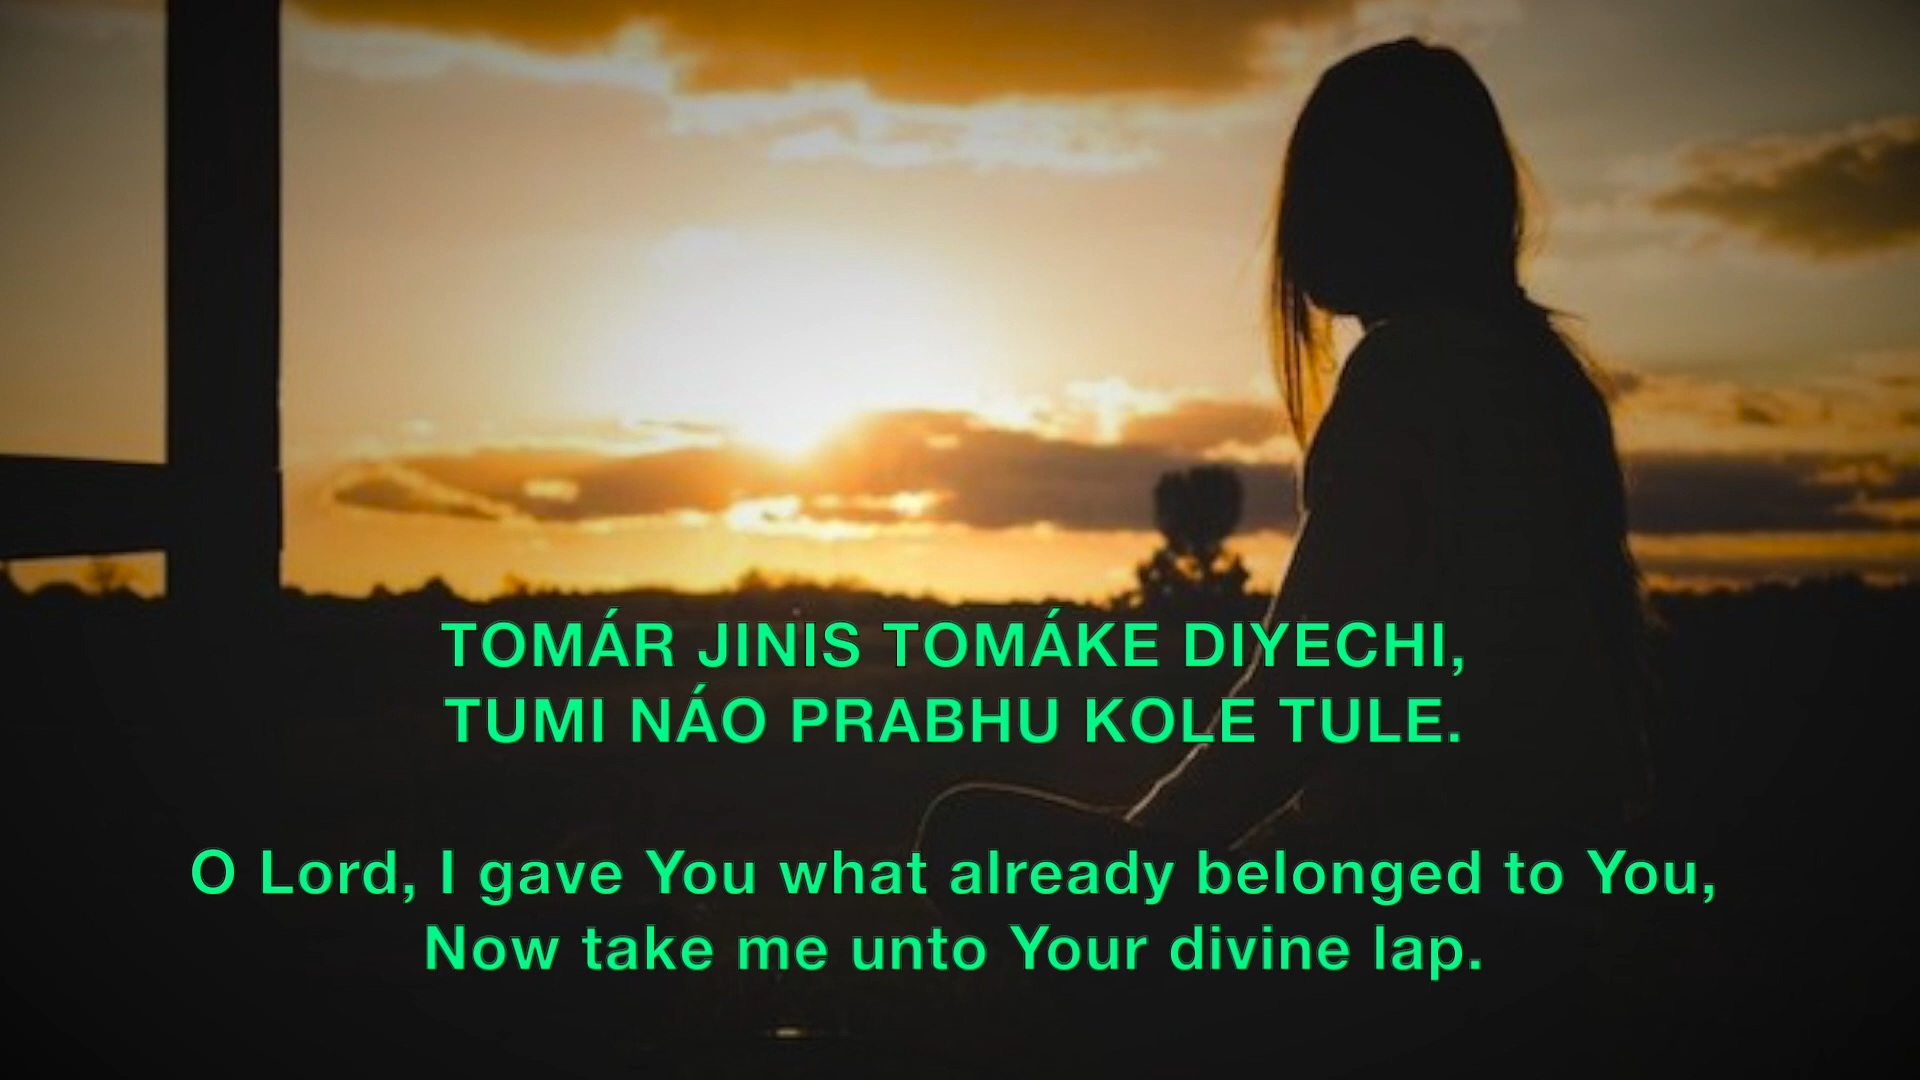 TOMÁR JINIS TOMÁKE DIYECHI,
TUMI NÁO PRABHU KOLE TULE.
O Lord, I gave You what already belonged to You,
Now take me unto Your divine lap.